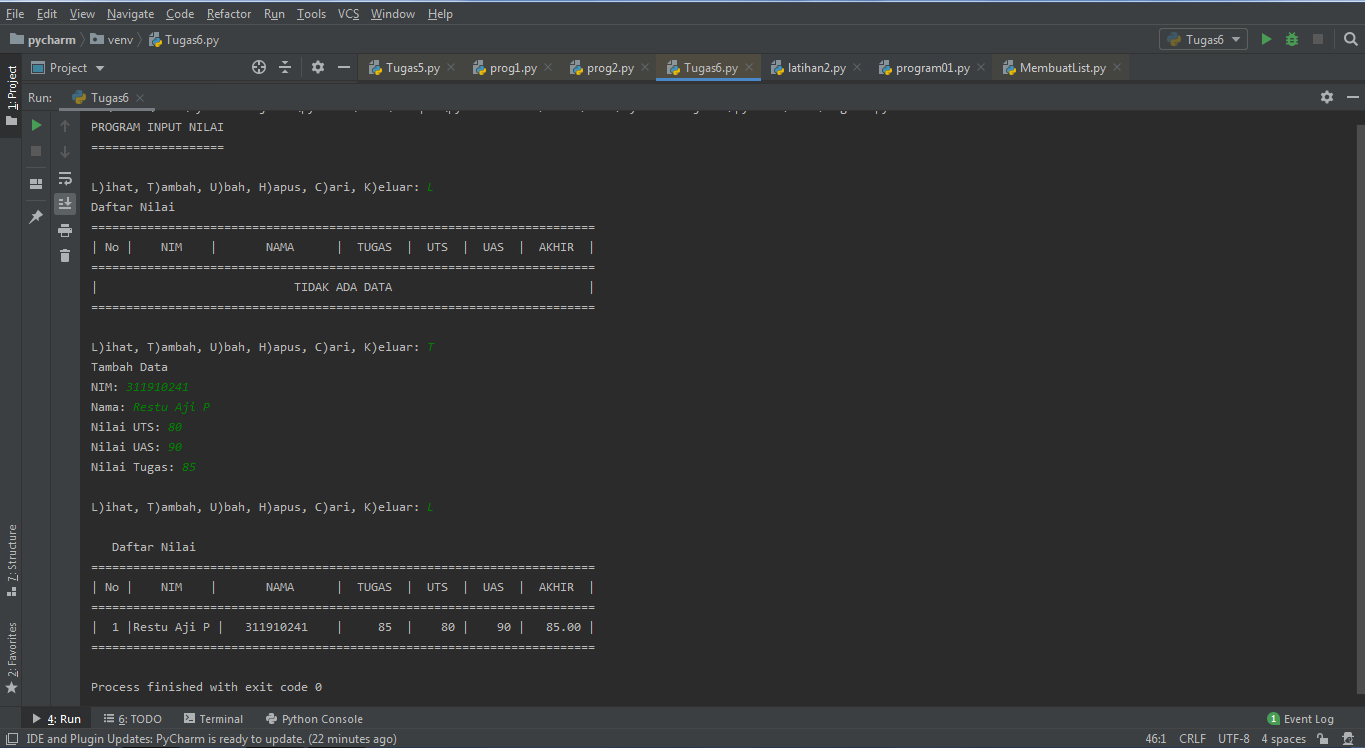 File Edit View Navigate Code Refactor Run Tools VCS Window Help
pycharm venv Tugas6.py Tugas6
1: Project
Project Tugas5.py prog1.py prog2.py Tugas6.py latihan2.py program01.py MembuatList.py
Run: Tugas6
PROGRAM INPUT NILAI
===================
L)ihat, T)ambah, U)bah, H)apus, C)ari, K)eluar: L
Daftar Nilai
========================================================================
| No |    NIM    |       NAMA      |  TUGAS  |  UTS  |  UAS  |  AKHIR  |
========================================================================
|                            TIDAK ADA DATA                            |
========================================================================
L)ihat, T)ambah, U)bah, H)apus, C)ari, K)eluar: T
Tambah Data
NIM: 311910241
Nama: Restu Aji P
Nilai UTS: 80
Nilai UAS: 90
Nilai Tugas: 85
L)ihat, T)ambah, U)bah, H)apus, C)ari, K)eluar: L
Daftar Nilai
========================================================================
| No |    NIM    |       NAMA      |  TUGAS  |  UTS  |  UAS  |  AKHIR  |
========================================================================
|  1 |Restu Aji P |   311910241    |     85  |    80 |    90 |   85.00 |
========================================================================
Process finished with exit code 0
7: Structure
2: Favorites
4: Run 6: TODO Terminal Python Console 1 Event Log
IDE and Plugin Updates: PyCharm is ready to update. (22 minutes ago) 46:1 CRLF UTF-8 4 spaces